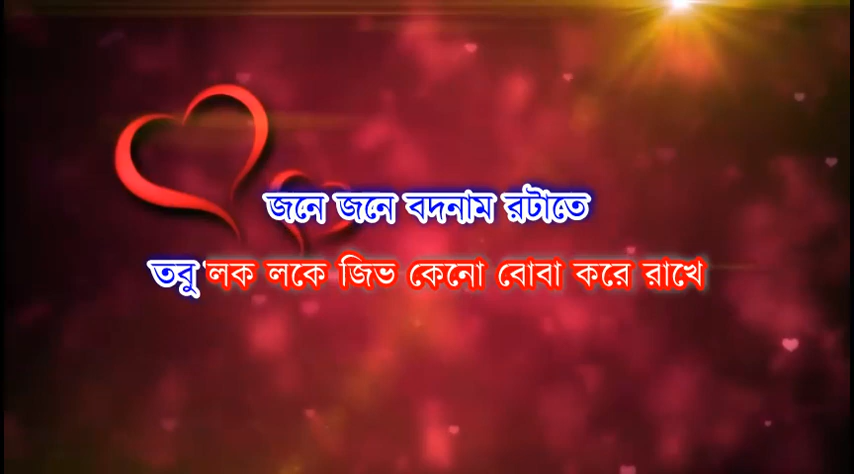 জনে জনে বদনাম রটাতে
তবু লক লকে জিভ কেনো বোবা করে রাখে